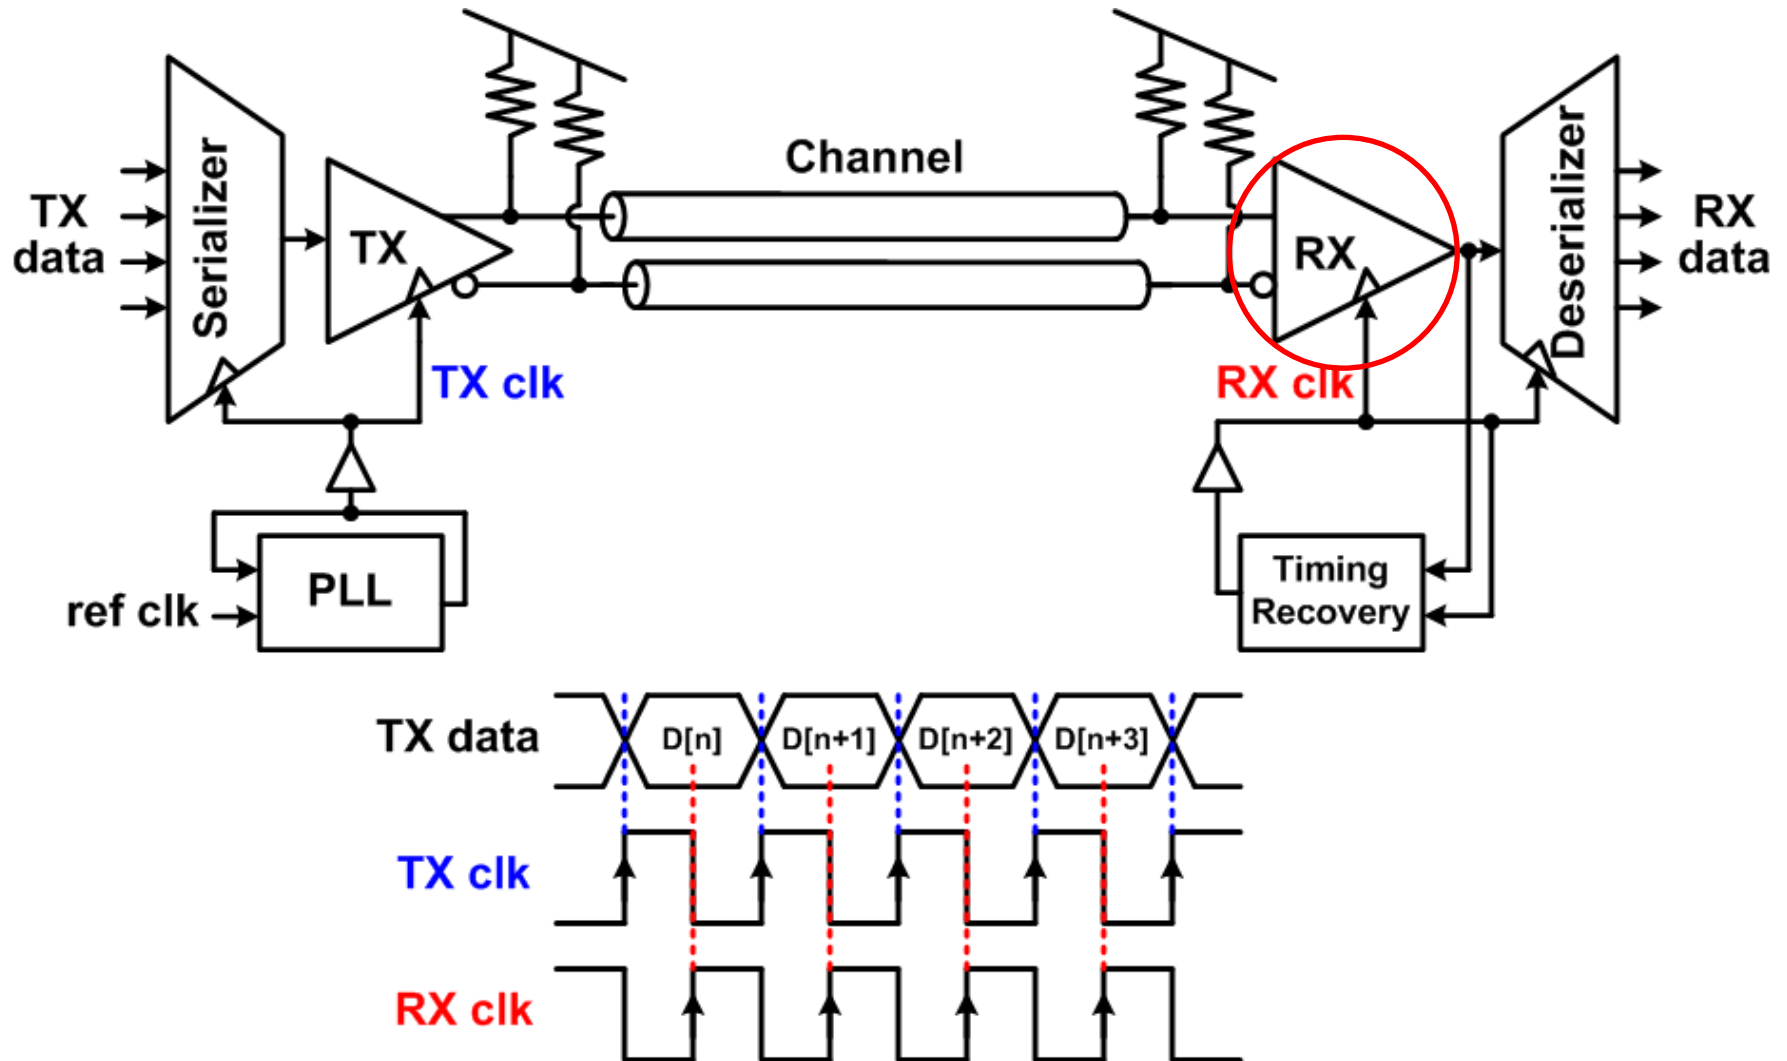 Channel
TX
data
Serializer
TX
TX clk
RX
RX clk
Deserializer
RX
data
PLL
ref clk
Timing
Recovery
TX data
D[n]
D[n+1]
D[n+2]
D[n+3]
TX clk
RX clk